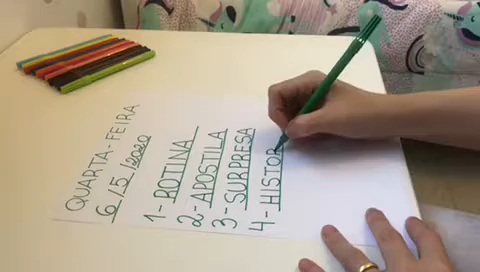 QUARTA-FEIRA
6/5/2020
1- ROTINA
2- APOSTILA
3- SURPRESA
4- HISTOR